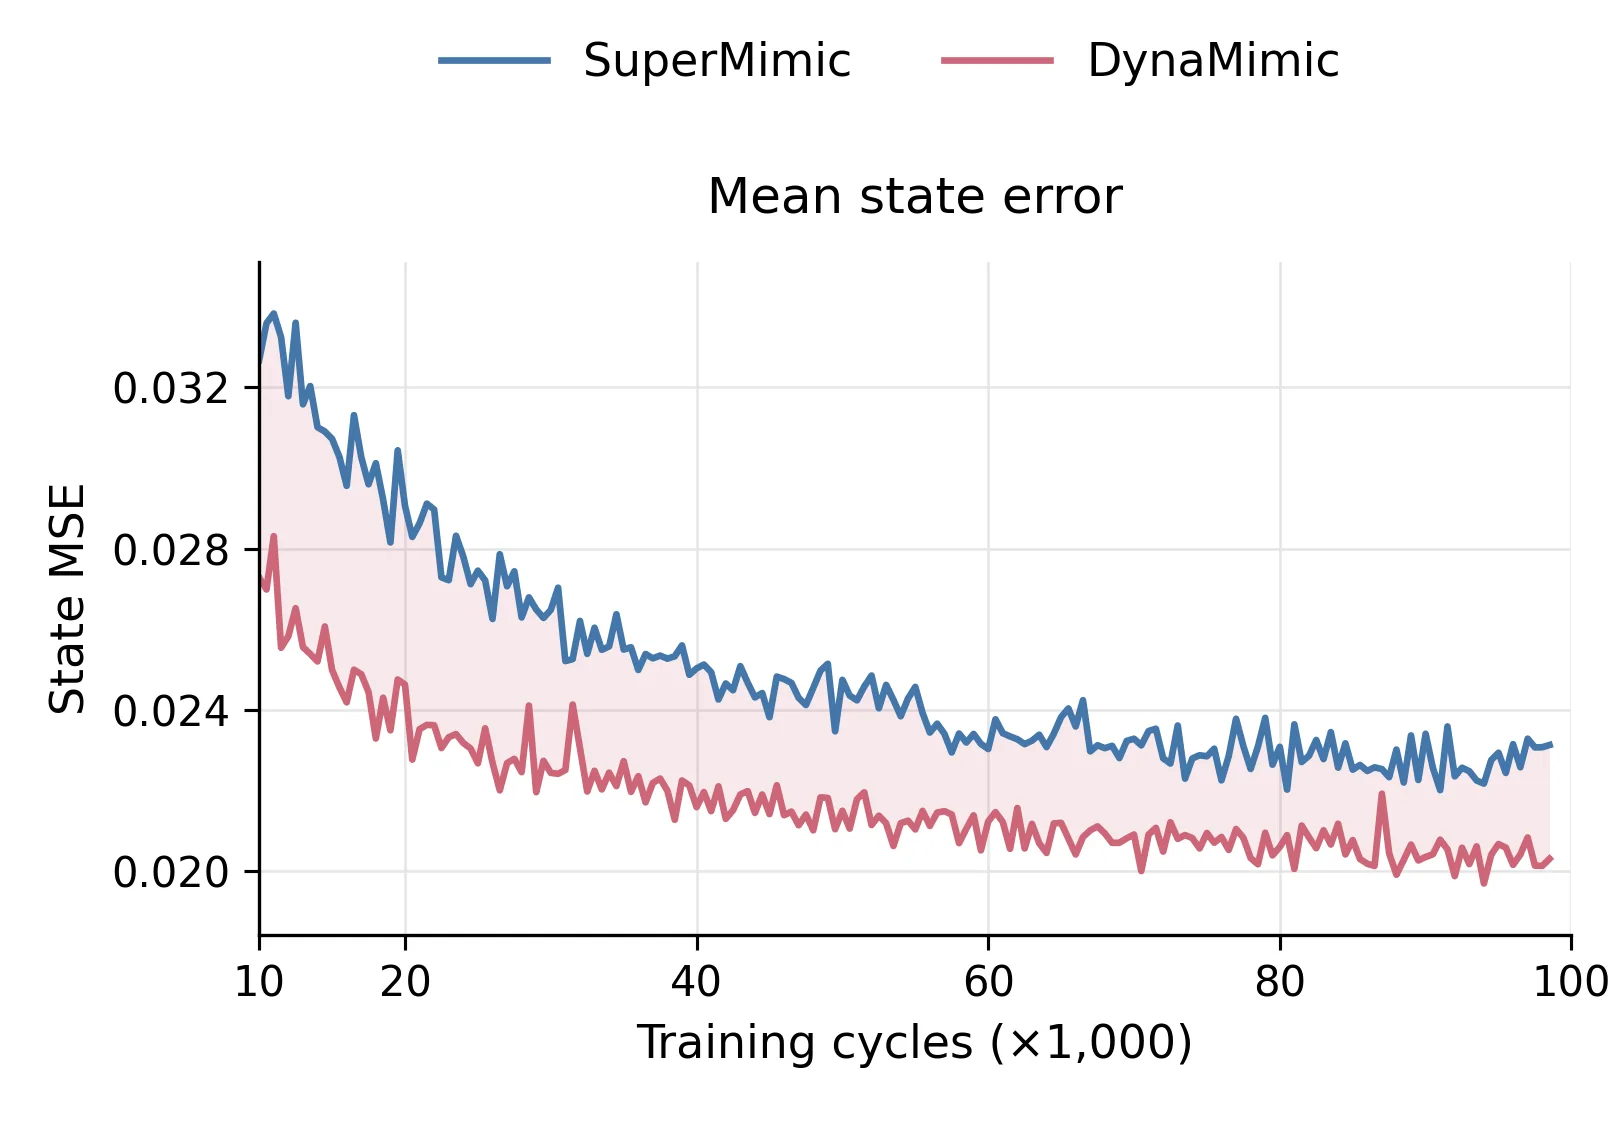 SuperMimic DynaMimic
Mean state error
State MSE
0.032
0.028
0.024
0.020
10 20 40 60 80 100
Training cycles (×1,000)